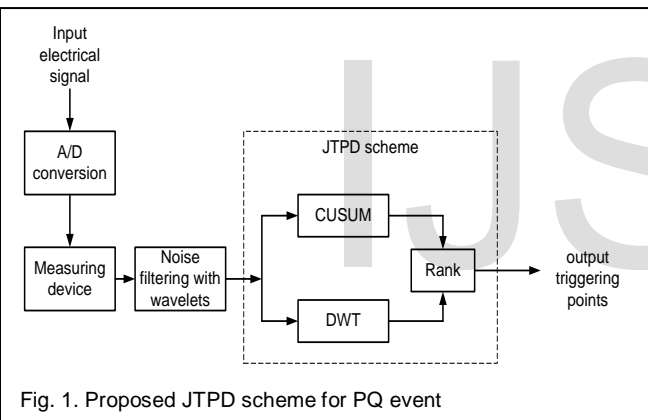 Input
electrical
signal
A/D
conversion
Measuring
device
Noise
filtering with
wavelets
JTPD scheme
CUSUM
DWT
Rank
output
triggering
points
IJS
Fig. 1. Proposed JTPD scheme for PQ event